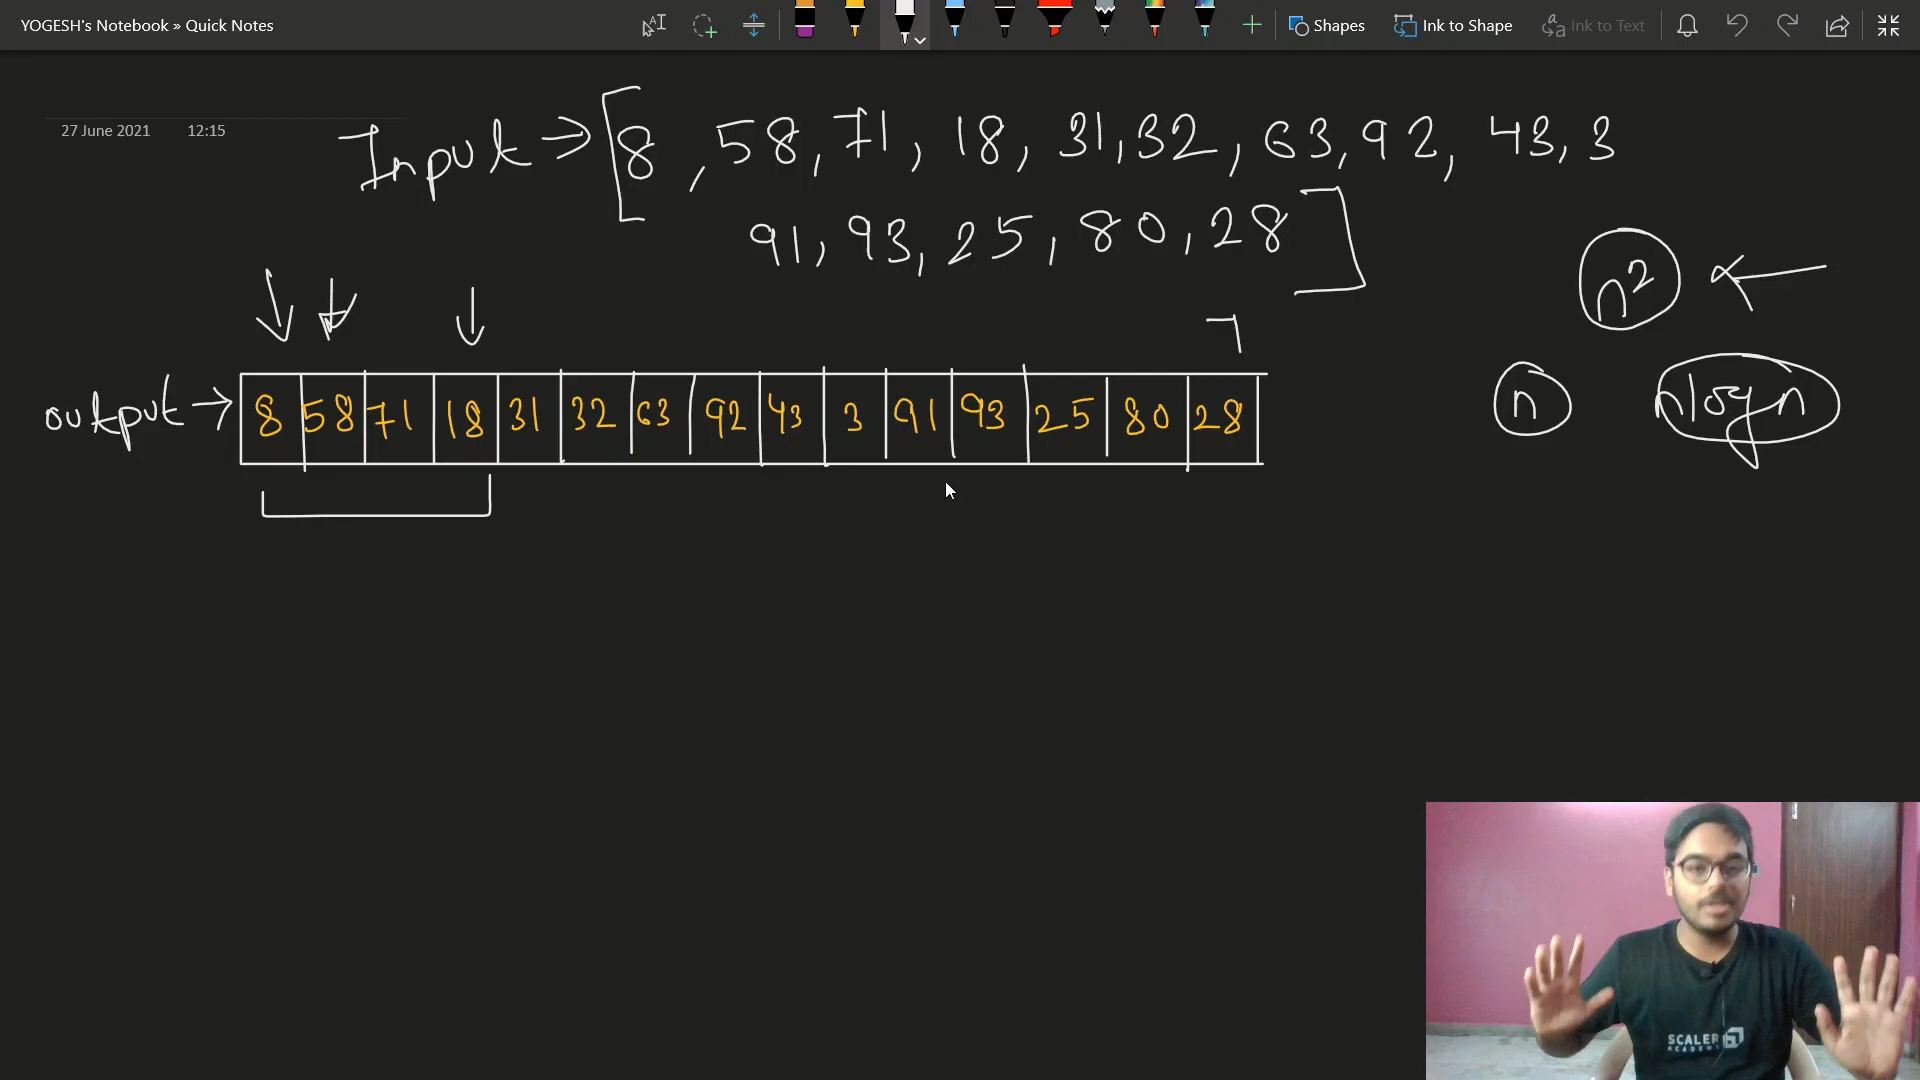 YOGESH's Notebook » Quick Notes
Shapes
Ink to Shape
Ink to Text
27 June 2021 12:15
Input → [8, 58, 71, 18, 31, 32, 63, 92, 43, 3
91, 93, 25, 80, 28]
n²
output → 8 58 71 18 31 32 63 92 43 3 91 93 25 80 28
n
nlogn
SCALER
ACADEMY